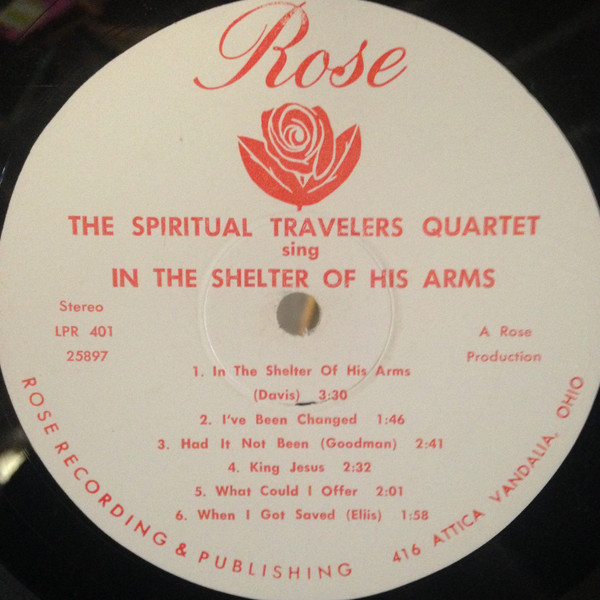 Rose
THE SPIRITUAL TRAVELERS QUARTET
sing
IN THE SHELTER OF HIS ARMS
Stereo
LPR 401
25897
A Rose
Production
1. In The Shelter Of His Arms
(Davis) 3:30
2. I've Been Changed 1:46
3. Had It Not Been (Goodman) 2:41
4. King Jesus 2:32
5. What Could I Offer 2:01
6. When I Got Saved (Ellis) 1:58
ROSE RECORDING & PUBLISHING
416 ATTICA VANDALIA, OHIO